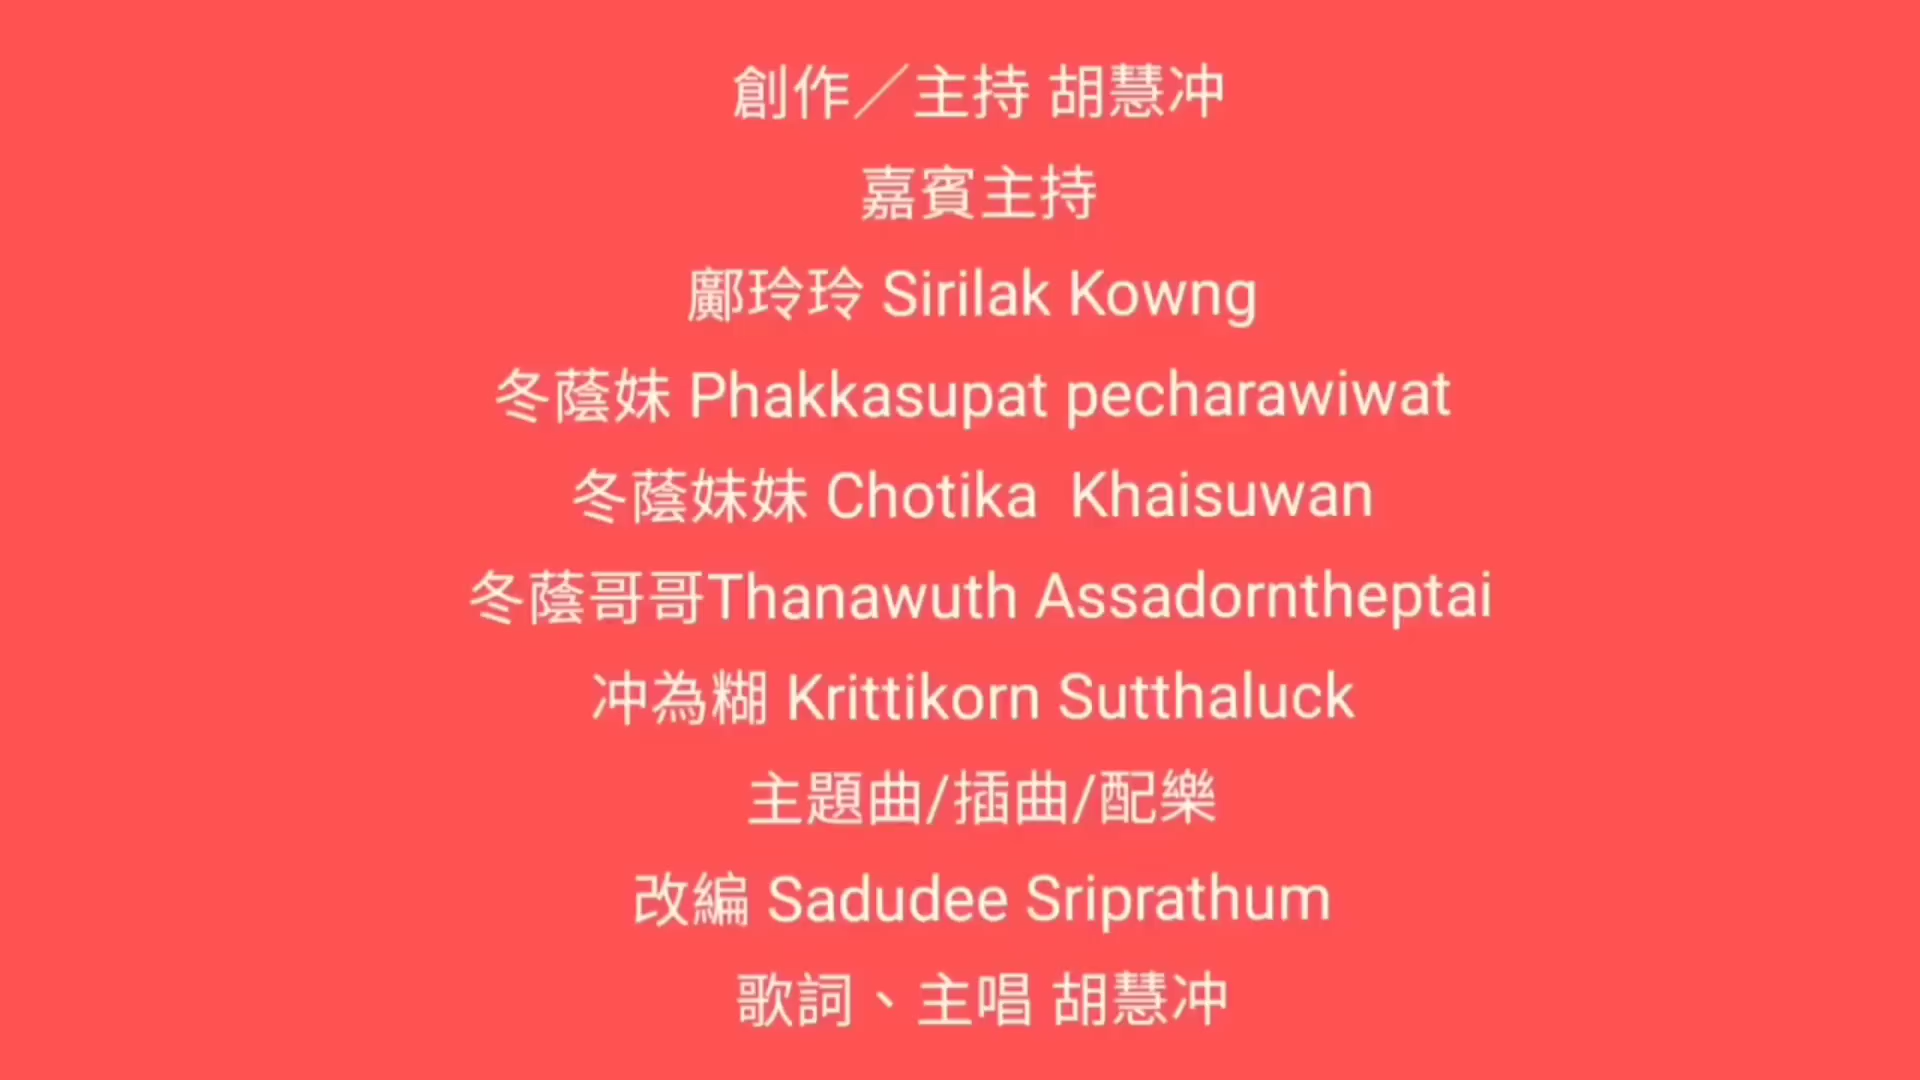 創作／主持 胡慧冲
嘉賓主持
鄺玲玲 Sirilak Kowng
冬蔭妹 Phakkasupat pecharawiwat
冬蔭妹妹 Chotika  Khaisuwan
冬蔭哥哥Thanawuth Assadorntheptai
冲為糊 Krittikorn Sutthaluck
主題曲/插曲/配樂
改編 Sadudee Sriprathum
歌詞、主唱 胡慧冲